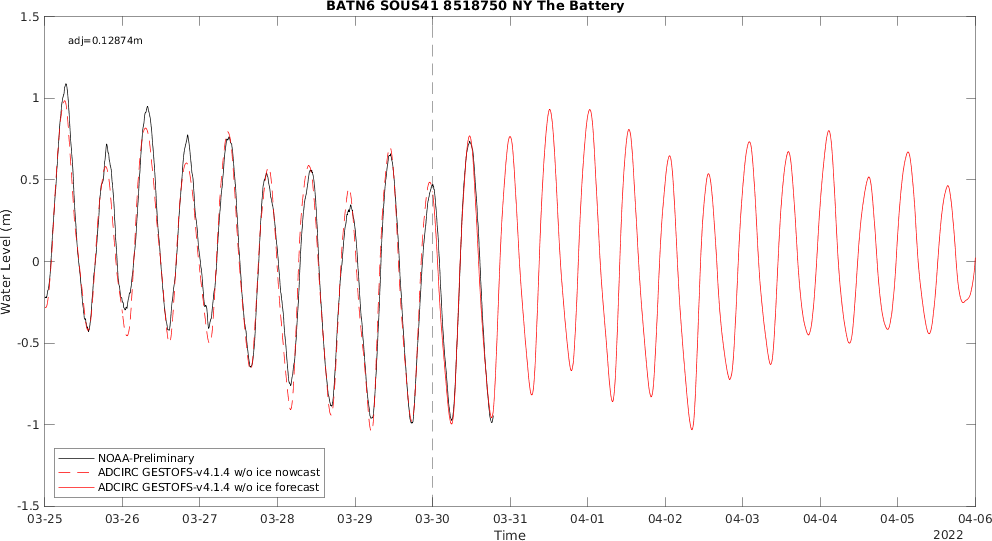 BATN6 SOUS41 8518750 NY The Battery
adj=0.12874m
1.5
1
0.5
0
-0.5
-1
-1.5
Water Level (m)
NOAA-Preliminary
ADCIRC GESTOFS-v4.1.4 w/o ice nowcast
ADCIRC GESTOFS-v4.1.4 w/o ice forecast
03-25 03-26 03-27 03-28 03-29 03-30 03-31 04-01 04-02 04-03 04-04 04-05 04-06
Time
2022